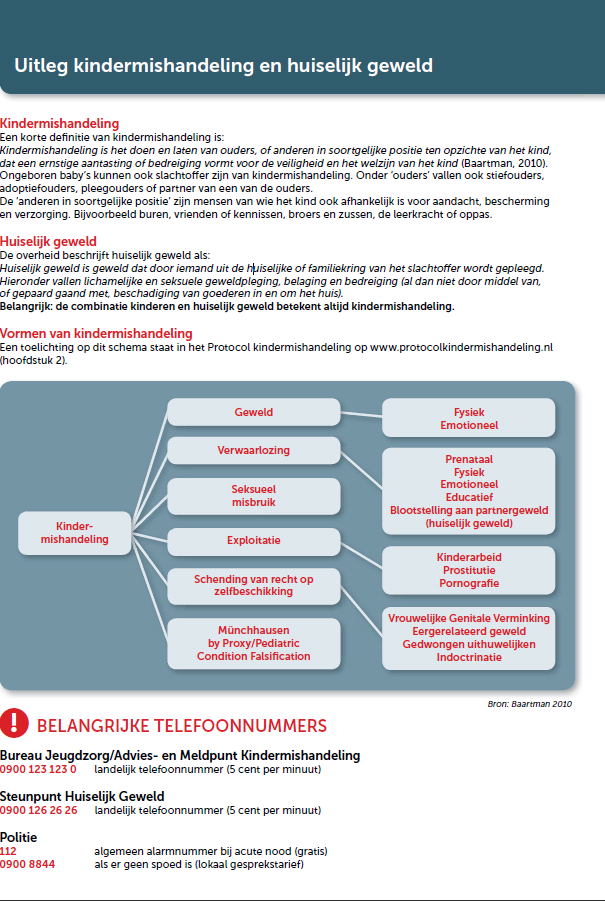 Uitleg kindermishandeling en huiselijk geweld
Kindermishandeling
Een korte definitie van kindermishandeling is:
Kindermishandeling is het doen en laten van ouders, of anderen in soortgelijke positie ten opzichte van het kind,
dat een ernstige aantasting of bedreiging vormt voor de veiligheid en het welzijn van het kind (Baartman, 2010).
Ongeboren baby's kunnen ook slachtoffer zijn van kindermishandeling. Onder 'ouders' vallen ook stiefouders,
adoptiefouders, pleegouders of partner van een van de ouders.
De 'anderen in soortgelijke positie' zijn mensen van wie het kind ook afhankelijk is voor aandacht, bescherming
en verzorging. Bijvoorbeeld buren, vrienden of kennissen, broers en zussen, de leerkracht of oppas.
Huiselijk geweld
De overheid beschrijft huiselijk geweld als:
Huiselijk geweld is geweld dat door iemand uit de huiselijke of familiekring van het slachtoffer wordt gepleegd.
Hieronder vallen lichamelijke en seksuele geweldpleging, belaging en bedreiging (al dan niet door middel van,
of gepaard gaand met, beschadiging van goederen in en om het huis).
Belangrijk: de combinatie kinderen en huiselijk geweld betekent altijd kindermishandeling.
Vormen van kindermishandeling
Een toelichting op dit schema staat in het Protocol kindermishandeling op www.protocolkindermishandeling.nl
(hoofdstuk 2).
Kinder-
mishandeling
Geweld
Verwaarlozing
Seksueel
misbruik
Exploitatie
Schending van recht op
zelfbeschikking
Münchhausen
by Proxy/Pediatric
Condition Falsification
Fysiek
Emotioneel
Prenataal
Fysiek
Emotioneel
Educatief
Blootstelling aan partnergeweld
(huiselijk geweld)
Kinderarbeid
Prostitutie
Pornografie
Vrouwelijke Genitale Verminking
Eergerelateerd geweld
Gedwongen uithuwelijken
Indoctrinatie
Bron: Baartman 2010
! BELANGRIJKE TELEFOONNUMMERS
Bureau Jeugdzorg/Advies- en Meldpunt Kindermishandeling
0900 123 123 0 landelijk telefoonnummer (5 cent per minuut)
Steunpunt Huiselijk Geweld
0900 126 26 26 landelijk telefoonnummer (5 cent per minuut)
Politie
112 algemeen alarmnummer bij acute nood (gratis)
0900 8844 als er geen spoed is (lokaal gesprekstarief)